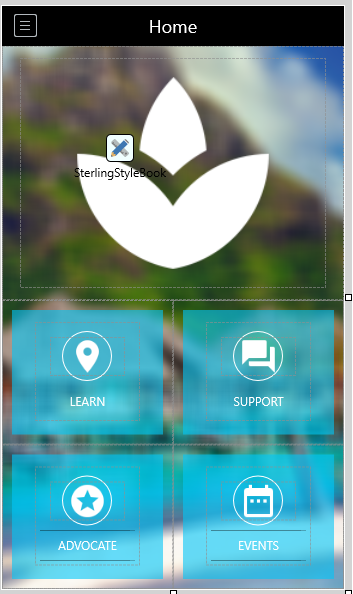 Home
SterlingStyleBook
LEARN
SUPPORT
ADVOCATE
EVENTS